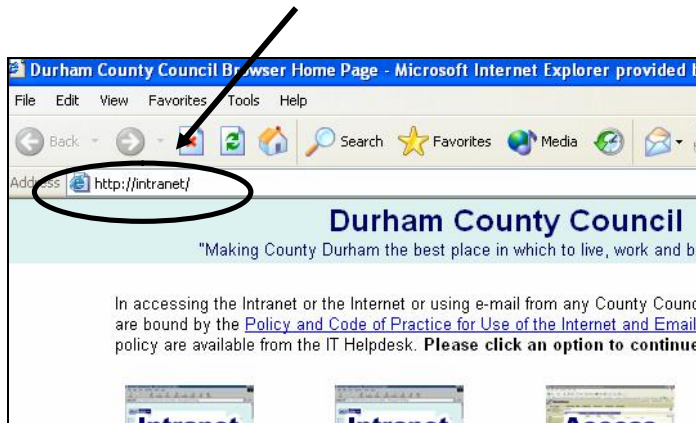 Durham County Council Browser Home Page - Microsoft Internet Explorer provided
File Edit View Favorites Tools Help
Back Search Favorites Media
Address http://intranet/
Durham County Council
"Making County Durham the best place in which to live, work and
In accessing the Intranet or the Internet or using e-mail from any County
are bound by the Policy and Code of Practice for Use of the Internet and Email
policy are available from the IT Helpdesk. Please click an option to continue
Intranet Intranet Access